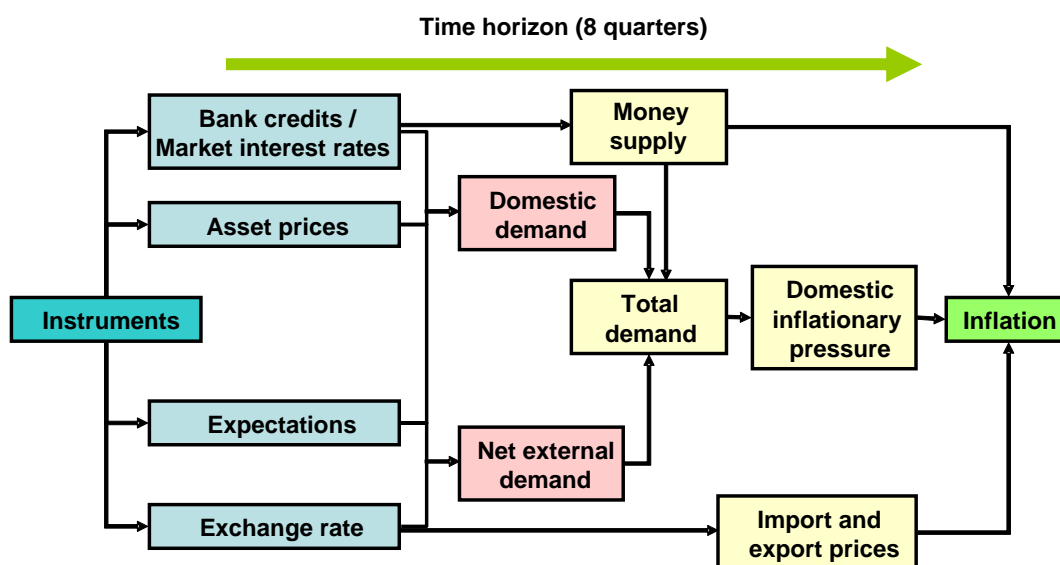 Time horizon (8 quarters)
Bank credits /
Market interest rates
Money
supply
Asset prices
Domestic
demand
Instruments
Total
demand
Domestic
inflationary
pressure
Inflation
Expectations
Net external
demand
Exchange rate
Import and
export prices